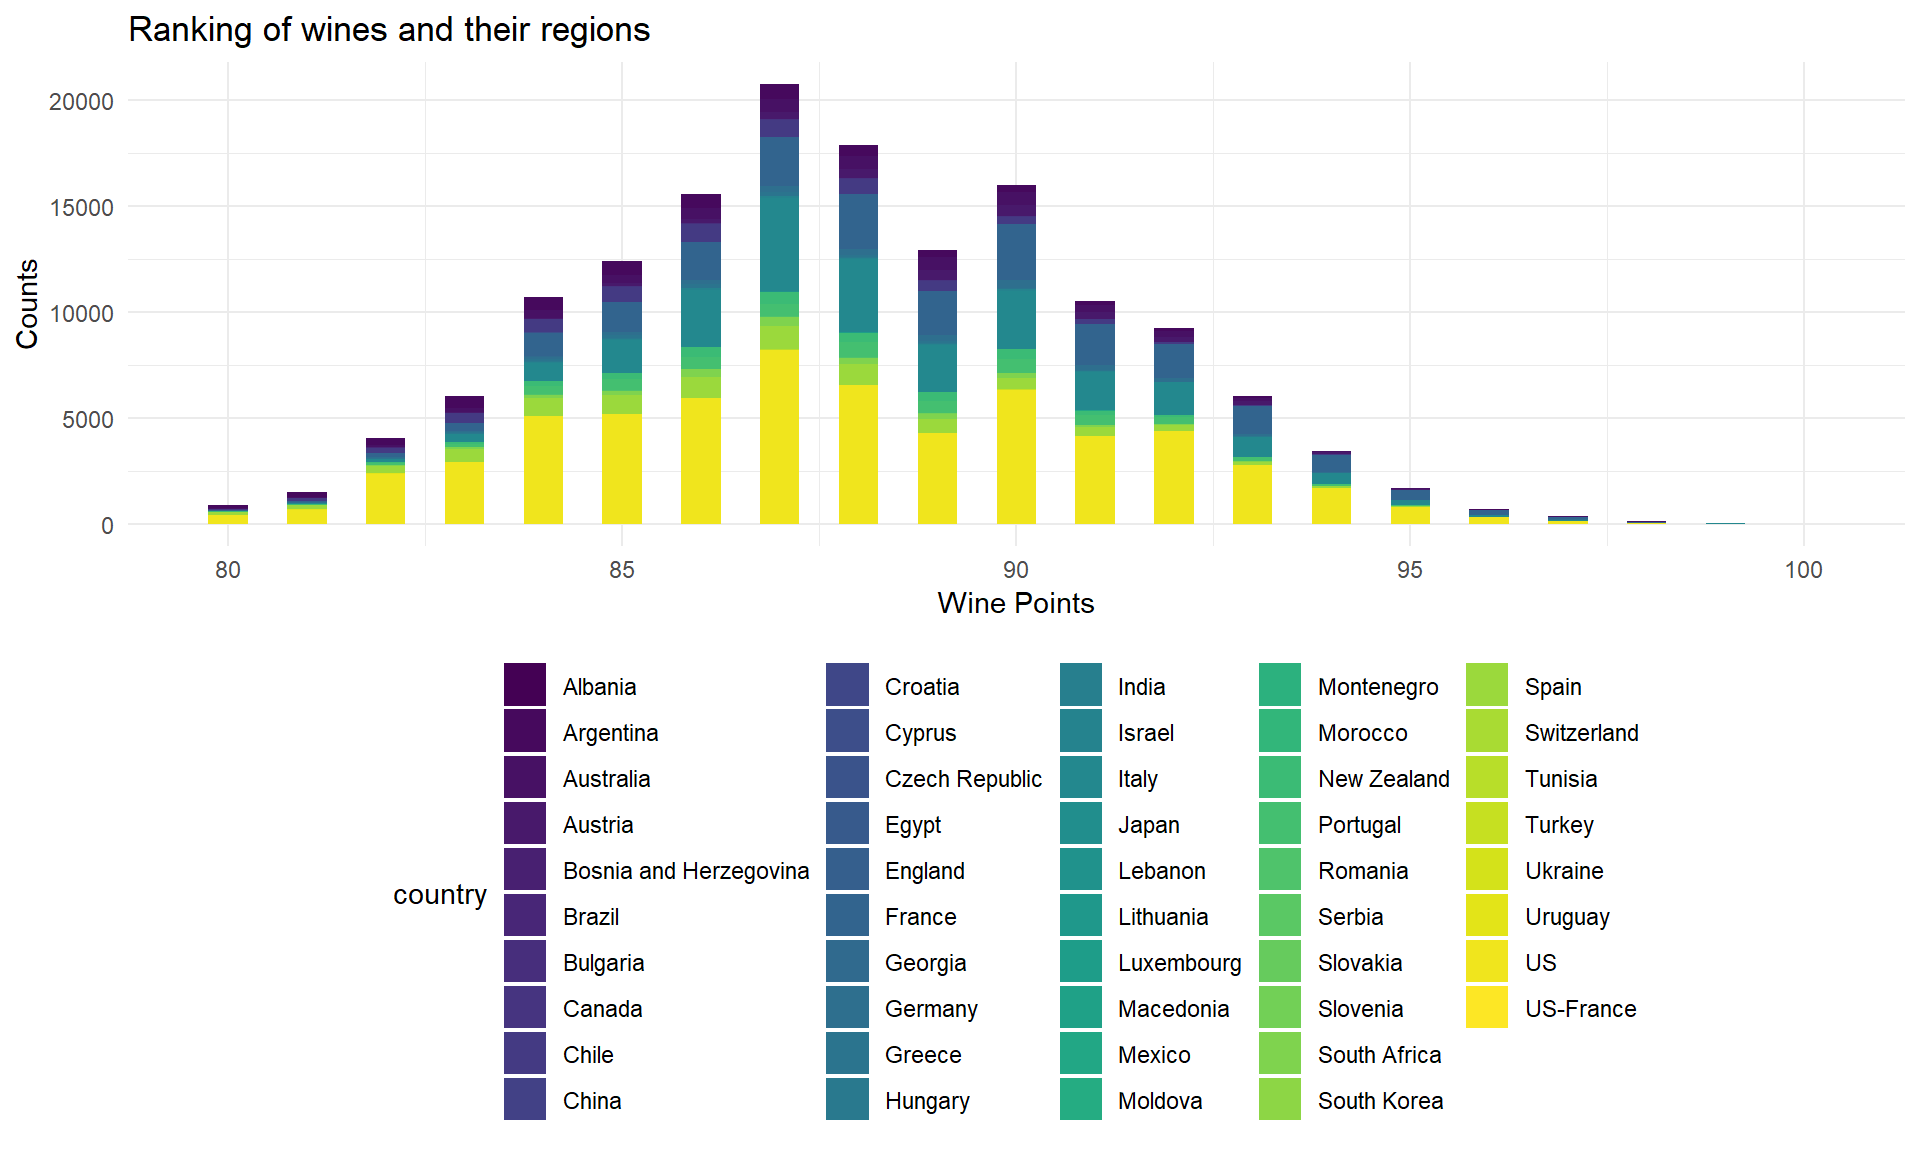 Ranking of wines and their regions
20000
15000
10000
5000
0
Counts
80
85
90
95
100
Wine Points
country
Albania
Argentina
Australia
Austria
Bosnia and Herzegovina
Brazil
Bulgaria
Canada
Chile
China
Croatia
Cyprus
Czech Republic
Egypt
England
France
Georgia
Germany
Greece
Hungary
India
Israel
Italy
Japan
Lebanon
Lithuania
Luxembourg
Macedonia
Mexico
Moldova
Montenegro
Morocco
New Zealand
Portugal
Romania
Serbia
Slovakia
Slovenia
South Africa
South Korea
Spain
Switzerland
Tunisia
Turkey
Ukraine
Uruguay
US
US-France